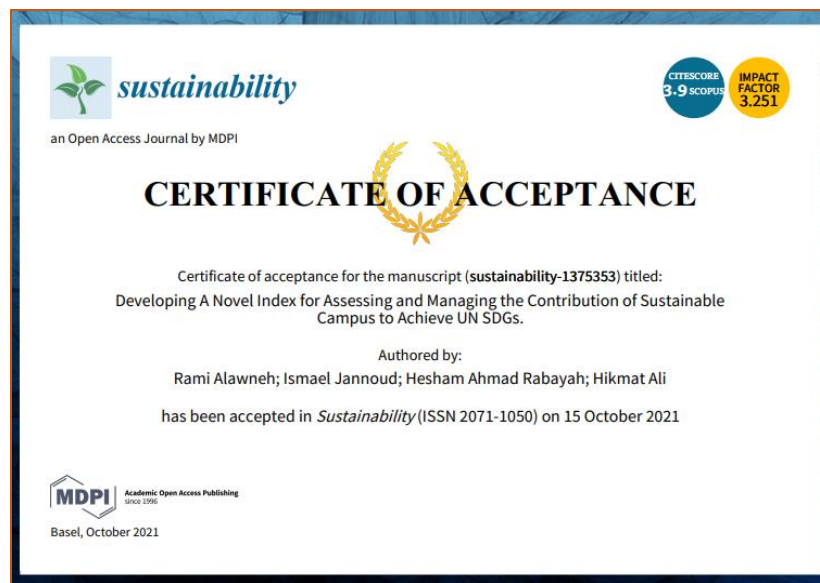 sustainability
an Open Access Journal by MDPI
CITESCORE
3.9 SCOPUS
IMPACT
FACTOR
3.251
CERTIFICATE OF ACCEPTANCE
Certificate of acceptance for the manuscript (sustainability-1375353) titled:
Developing A Novel Index for Assessing and Managing the Contribution of Sustainable
Campus to Achieve UN SDGs.
Authored by:
Rami Alawneh; Ismael Jannoud; Hesham Ahmad Rabayah; Hikmat Ali
has been accepted in Sustainability (ISSN 2071-1050) on 15 October 2021
MDPI
Academic Open Access Publishing
since 1996
Basel, October 2021